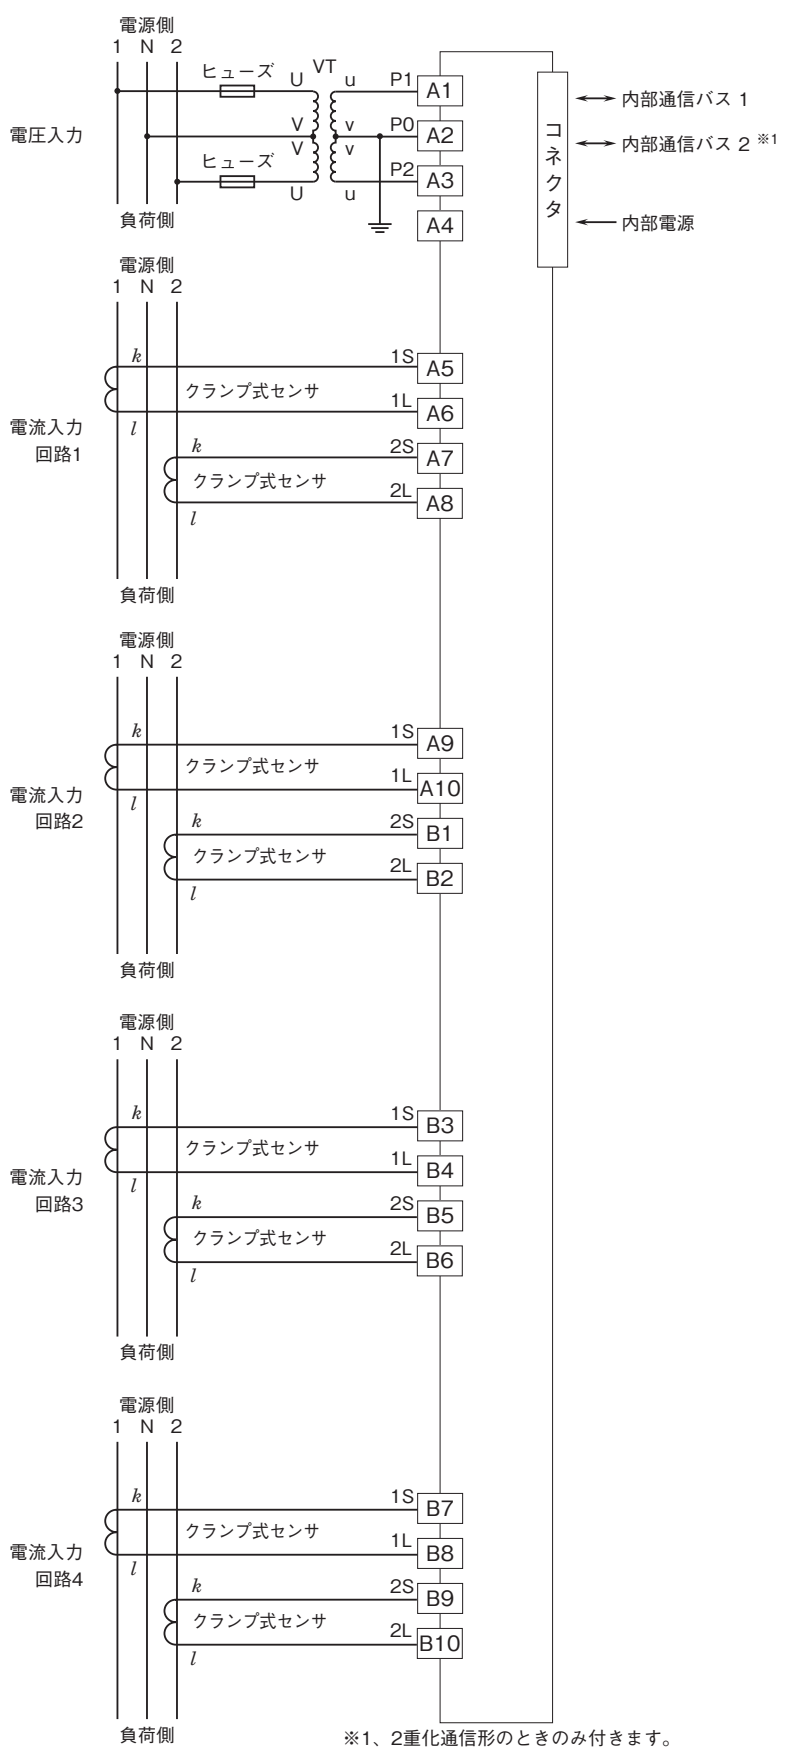 電源側
1 N 2
ヒューズ
U
VT
u
P1
A1
V
v
P0
A2
電圧入力
V
v
ヒューズ
P2
A3
U
u
負荷側
A4
コネクタ
内部通信バス 1
内部通信バス 2 ※1
内部電源
電源側
1 N 2
k
1S
A5
クランプ式センサ
1L
A6
l
電流入力
回路1
k
2S
A7
クランプ式センサ
2L
A8
l
負荷側
電源側
1 N 2
k
1S
A9
クランプ式センサ
1L
A10
l
電流入力
回路2
k
2S
B1
クランプ式センサ
2L
B2
l
負荷側
電源側
1 N 2
k
1S
B3
クランプ式センサ
1L
B4
l
電流入力
回路3
k
2S
B5
クランプ式センサ
2L
B6
l
負荷側
電源側
1 N 2
k
1S
B7
クランプ式センサ
1L
B8
l
電流入力
回路4
k
2S
B9
クランプ式センサ
2L
B10
l
負荷側
※1、2重化通信形のときのみ付きます。